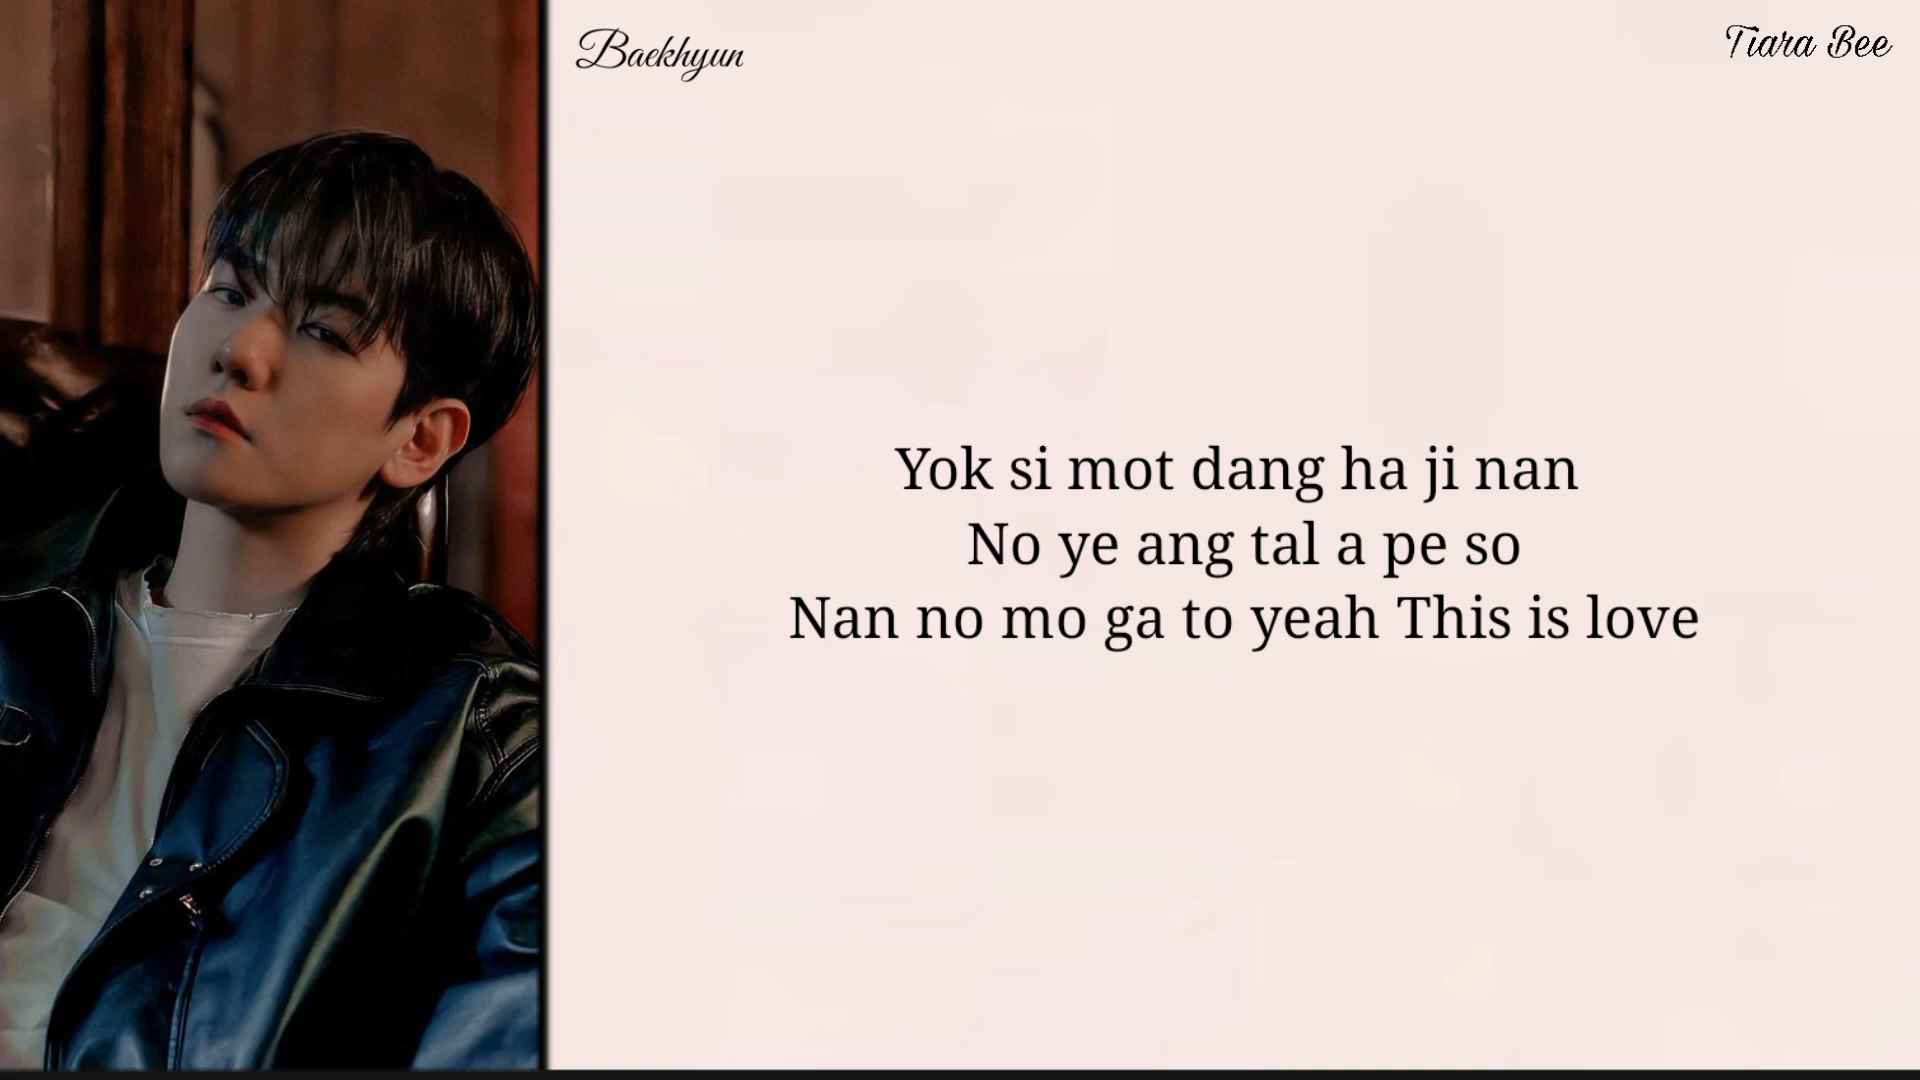 Baekhyun
Tiara Bee
Yok si mot dang ha ji nan
No ye ang tal a pe so
Nan no mo ga to yeah This is love